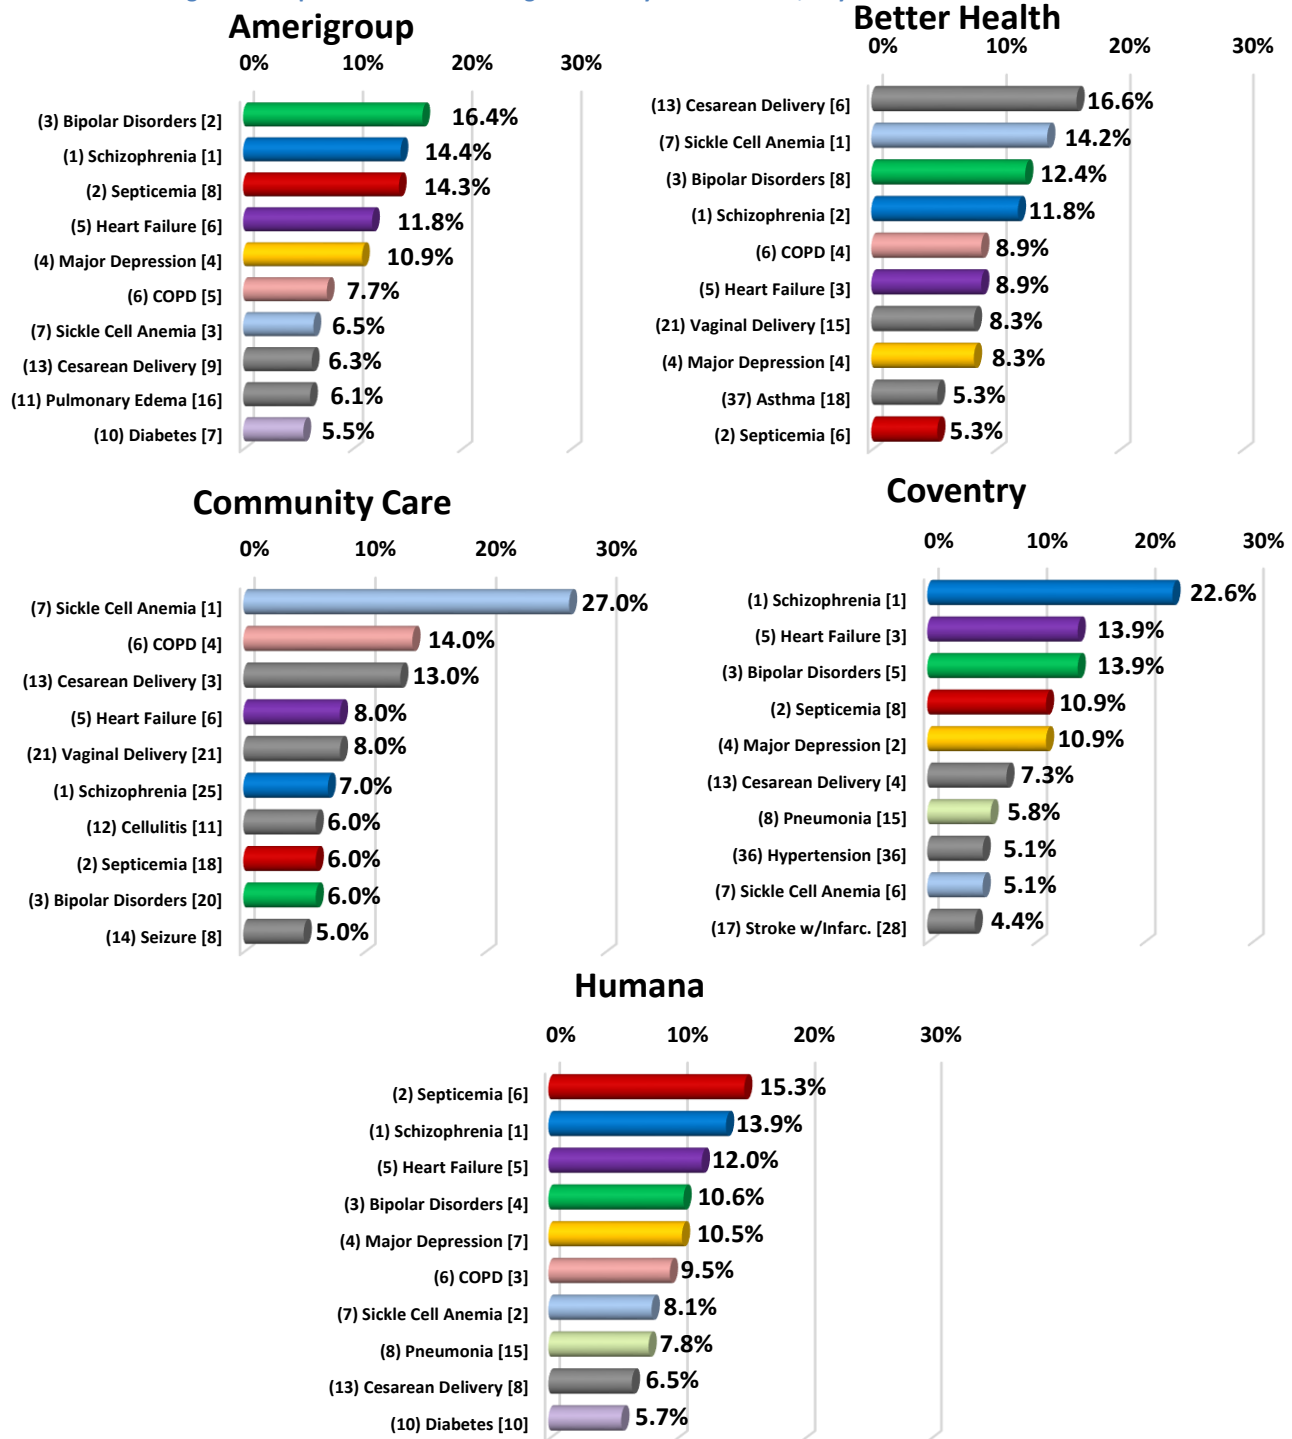 Amerigroup
0% 10% 20% 30%
(3) Bipolar Disorders [2] 16.4%
(1) Schizophrenia [1] 14.4%
(2) Septicemia [8] 14.3%
(5) Heart Failure [6] 11.8%
(4) Major Depression [4] 10.9%
(6) COPD [5] 7.7%
(7) Sickle Cell Anemia [3] 6.5%
(13) Cesarean Delivery [9] 6.3%
(11) Pulmonary Edema [16] 6.1%
(10) Diabetes [7] 5.5%
Better Health
0% 10% 20% 30%
(13) Cesarean Delivery [6] 16.6%
(7) Sickle Cell Anemia [1] 14.2%
(3) Bipolar Disorders [8] 12.4%
(1) Schizophrenia [2] 11.8%
(6) COPD [4] 8.9%
(5) Heart Failure [3] 8.9%
(21) Vaginal Delivery [15] 8.3%
(4) Major Depression [4] 8.3%
(37) Asthma [18] 5.3%
(2) Septicemia [6] 5.3%
Community Care
0% 10% 20% 30%
(7) Sickle Cell Anemia [1] 27.0%
(6) COPD [4] 14.0%
(13) Cesarean Delivery [3] 13.0%
(5) Heart Failure [6] 8.0%
(21) Vaginal Delivery [21] 8.0%
(1) Schizophrenia [25] 7.0%
(12) Cellulitis [11] 6.0%
(2) Septicemia [18] 6.0%
(3) Bipolar Disorders [20] 6.0%
(14) Seizure [8] 5.0%
Coventry
0% 10% 20% 30%
(1) Schizophrenia [1] 22.6%
(5) Heart Failure [3] 13.9%
(3) Bipolar Disorders [5] 13.9%
(2) Septicemia [8] 10.9%
(4) Major Depression [2] 10.9%
(13) Cesarean Delivery [4] 7.3%
(8) Pneumonia [15] 5.8%
(36) Hypertension [36] 5.1%
(7) Sickle Cell Anemia [6] 5.1%
(17) Stroke w/Infarc. [28] 4.4%
Humana
0% 10% 20% 30%
(2) Septicemia [6] 15.3%
(1) Schizophrenia [1] 13.9%
(5) Heart Failure [5] 12.0%
(3) Bipolar Disorders [4] 10.6%
(4) Major Depression [7] 10.5%
(6) COPD [3] 9.5%
(7) Sickle Cell Anemia [2] 8.1%
(8) Pneumonia [15] 7.8%
(13) Cesarean Delivery [8] 6.5%
(10) Diabetes [10] 5.7%